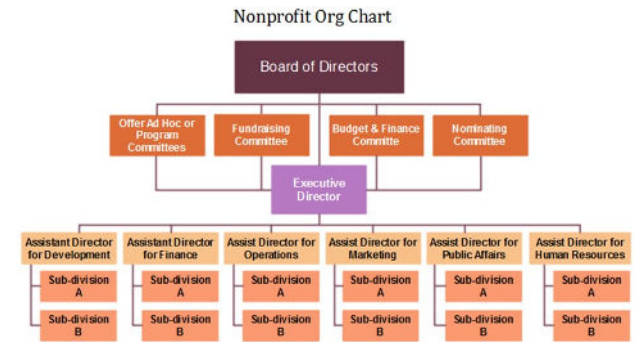 Nonprofit Org Chart
Board of Directors
Offer Ad Hoc or
Program
Committees
Fundraising
Committee
Budget & Finance
Committe
Nominating
Committee
Executive
Director
Assistant Director
for Development
Assistant Director
for Finance
Assist Director for
Operations
Assist Director for
Marketing
Assist Director for
Public Affairs
Assist Director for
Human Resources
Sub-division
A
Sub-division
A
Sub-division
A
Sub-division
A
Sub-division
A
Sub-division
A
Sub-division
B
Sub-division
B
Sub-division
B
Sub-division
B
Sub-division
B
Sub-division
B